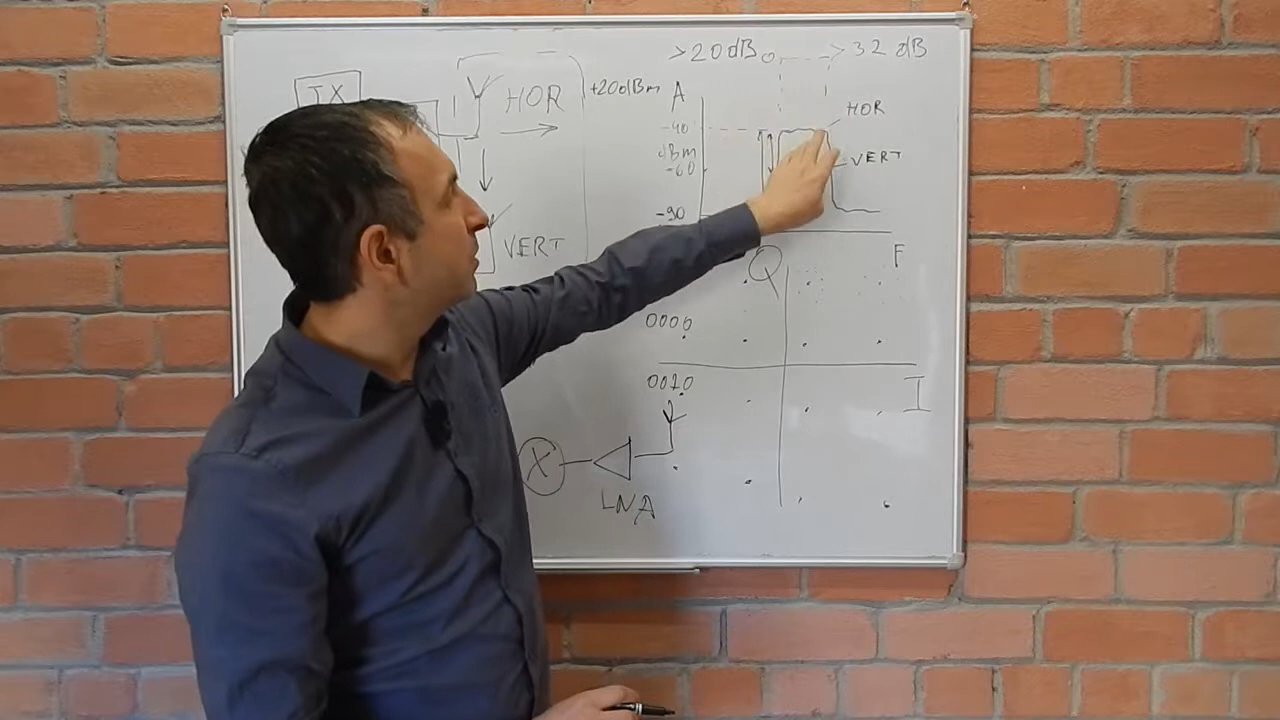 TX
HOR
+20dBm
VERT
>20dB
>32 dB
A
-40
dBm
-60
-90
HOR
VERT
F
Q
0000
0010
I
X
LNA